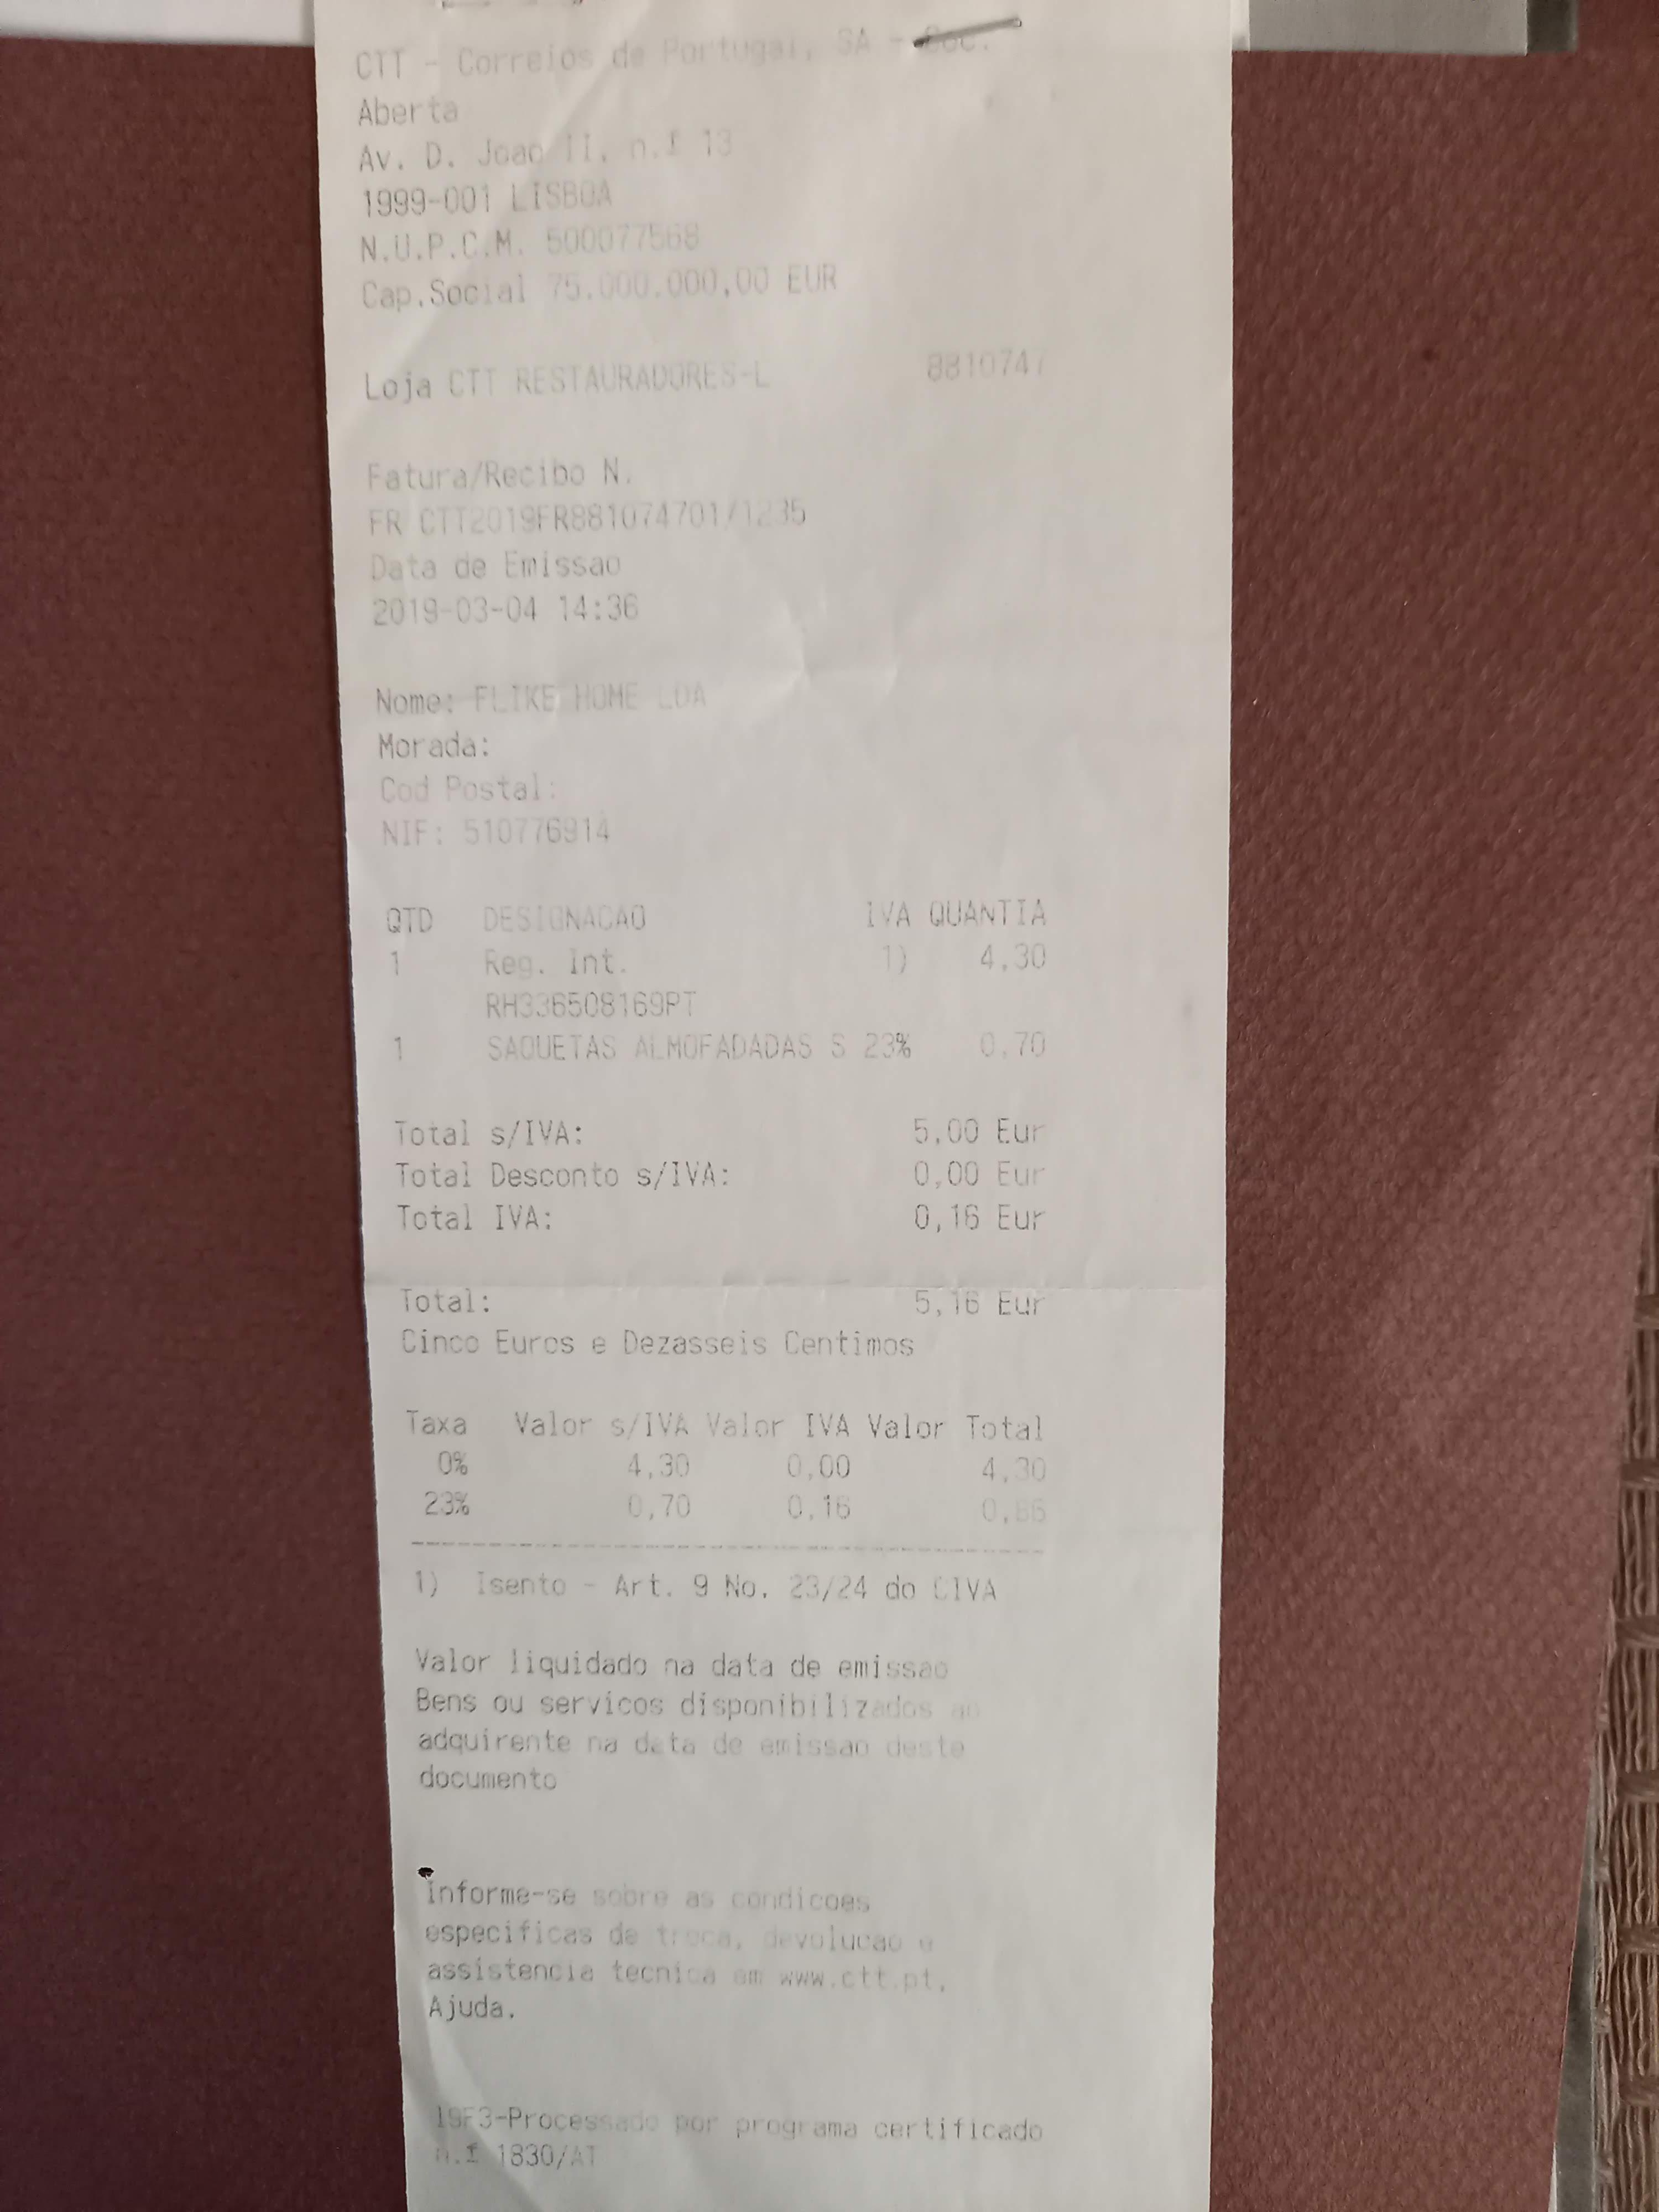 CTT - Correios de Portugal, SA - Soc.
Aberta
Av. D. Joao II, n.£ 13
1999-001 LISBOA
N.U.P.C.M. 500077568
Cap.Social 75.000.000,00 EUR
Loja CTT RESTAURADORES-L 8810747
Fatura/Recibo N.
FR CTT2019FR881074701/1235
Data de Emissao
2019-03-04 14:36
Nome: FLIKE HOME LDA
Morada:
Cod Postal:
NIF: 510776914
QTD DESIGNACAO IVA QUANTIA
1 Reg. Int. 1) 4,30
RH336508169PT
1 SAQUETAS ALMOFADADAS S 23% 0,70
Total s/IVA: 5,00 Eur
Total Desconto s/IVA: 0,00 Eur
Total IVA: 0,16 Eur
Total: 5,16 Eur
Cinco Euros e Dezasseis Centimos
Taxa Valor s/IVA Valor IVA Valor Total
0% 4,30 0,00 4,30
23% 0,70 0,16 0,86
1) Isento - Art. 9 No. 23/24 do CIVA
Valor liquidado na data de emissao
Bens ou servicos disponibilizados ao
adquirente na data de emissao deste
documento
Informe-se sobre as condicoes
especificas de troca, devolucao e
assistencia tecnica em www.ctt.pt,
Ajuda.
Processado por programa certificado
n.£ 1830/AT